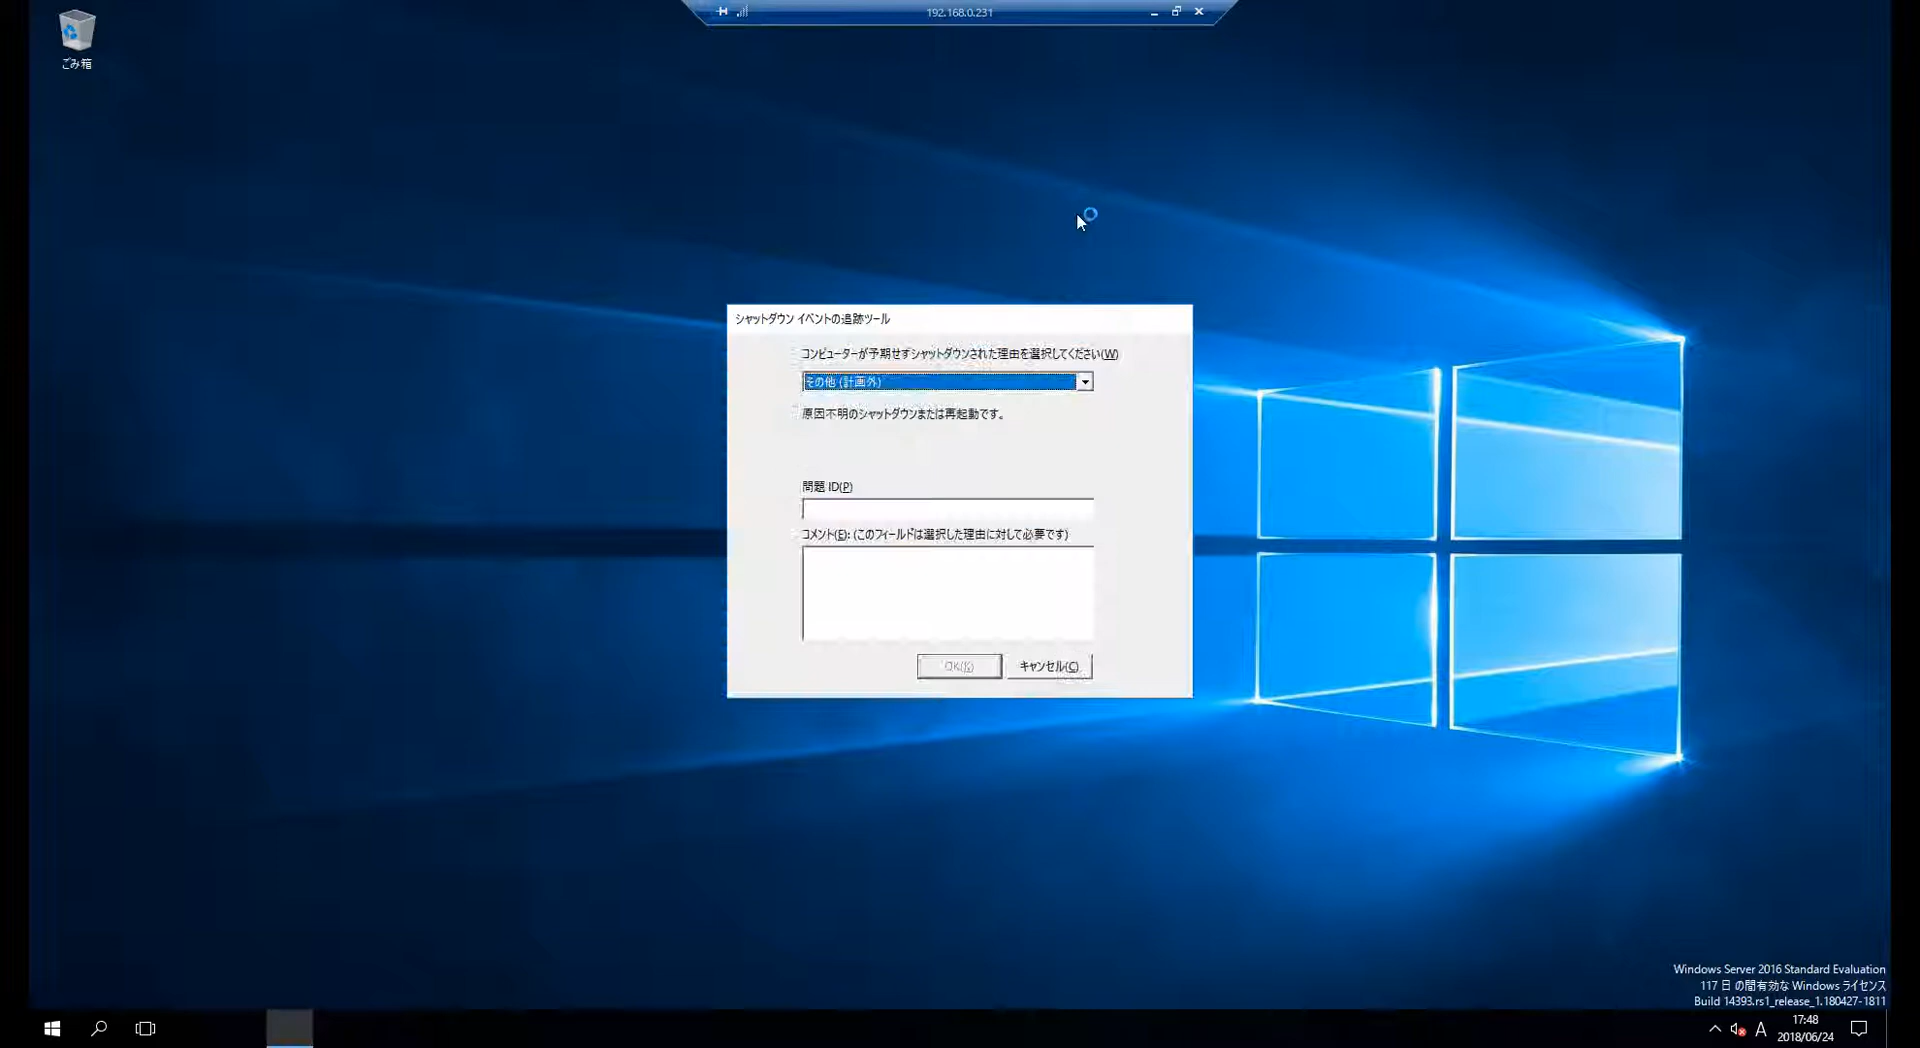 192.168.0.231
ごみ箱
シャットダウン イベントの追跡ツール
コンピューターが予期せずシャットダウンされた理由を選択してください(W)
その他 (計画外)
原因不明のシャットダウンまたは再起動です。
問題 ID(P)
コメント(E): (このフィールドは選択した理由に対して必要です)
OK(K)
キャンセル(C)
Windows Server 2016 Standard Evaluation
117 日 の間有効な Windows ライセンス
Build 14393.rs1_release_1.180427-1811
A
17:48
2018/06/24